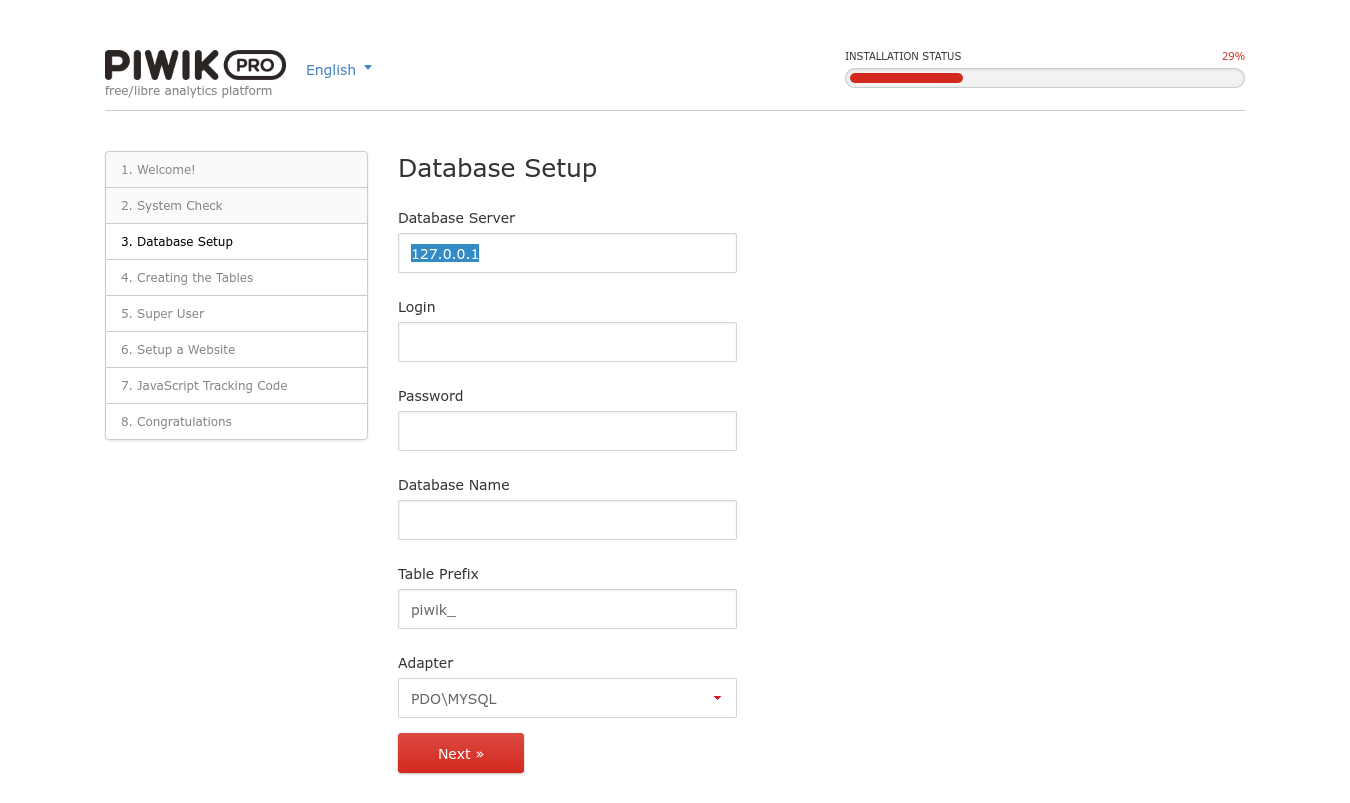 PIWIK PRO
free/libre analytics platform
English
INSTALLATION STATUS 29%
1. Welcome!
2. System Check
3. Database Setup
4. Creating the Tables
5. Super User
6. Setup a Website
7. JavaScript Tracking Code
8. Congratulations
Database Setup
Database Server
127.0.0.1
Login
Password
Database Name
Table Prefix
piwik_
Adapter
PDO\MYSQL
Next »